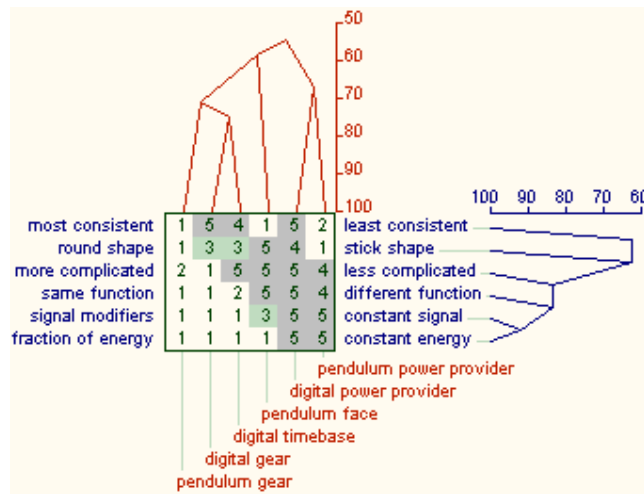 50
60
70
80
90
100
100 90 80 70 60
most consistent 1 5 4 1 5 2 least consistent
round shape 1 3 3 5 4 1 stick shape
more complicated 2 1 5 5 5 4 less complicated
same function 1 1 2 5 5 4 different function
signal modifiers 1 1 1 3 5 5 constant signal
fraction of energy 1 1 1 1 5 5 constant energy
pendulum power provider
digital power provider
pendulum face
digital timebase
digital gear
pendulum gear